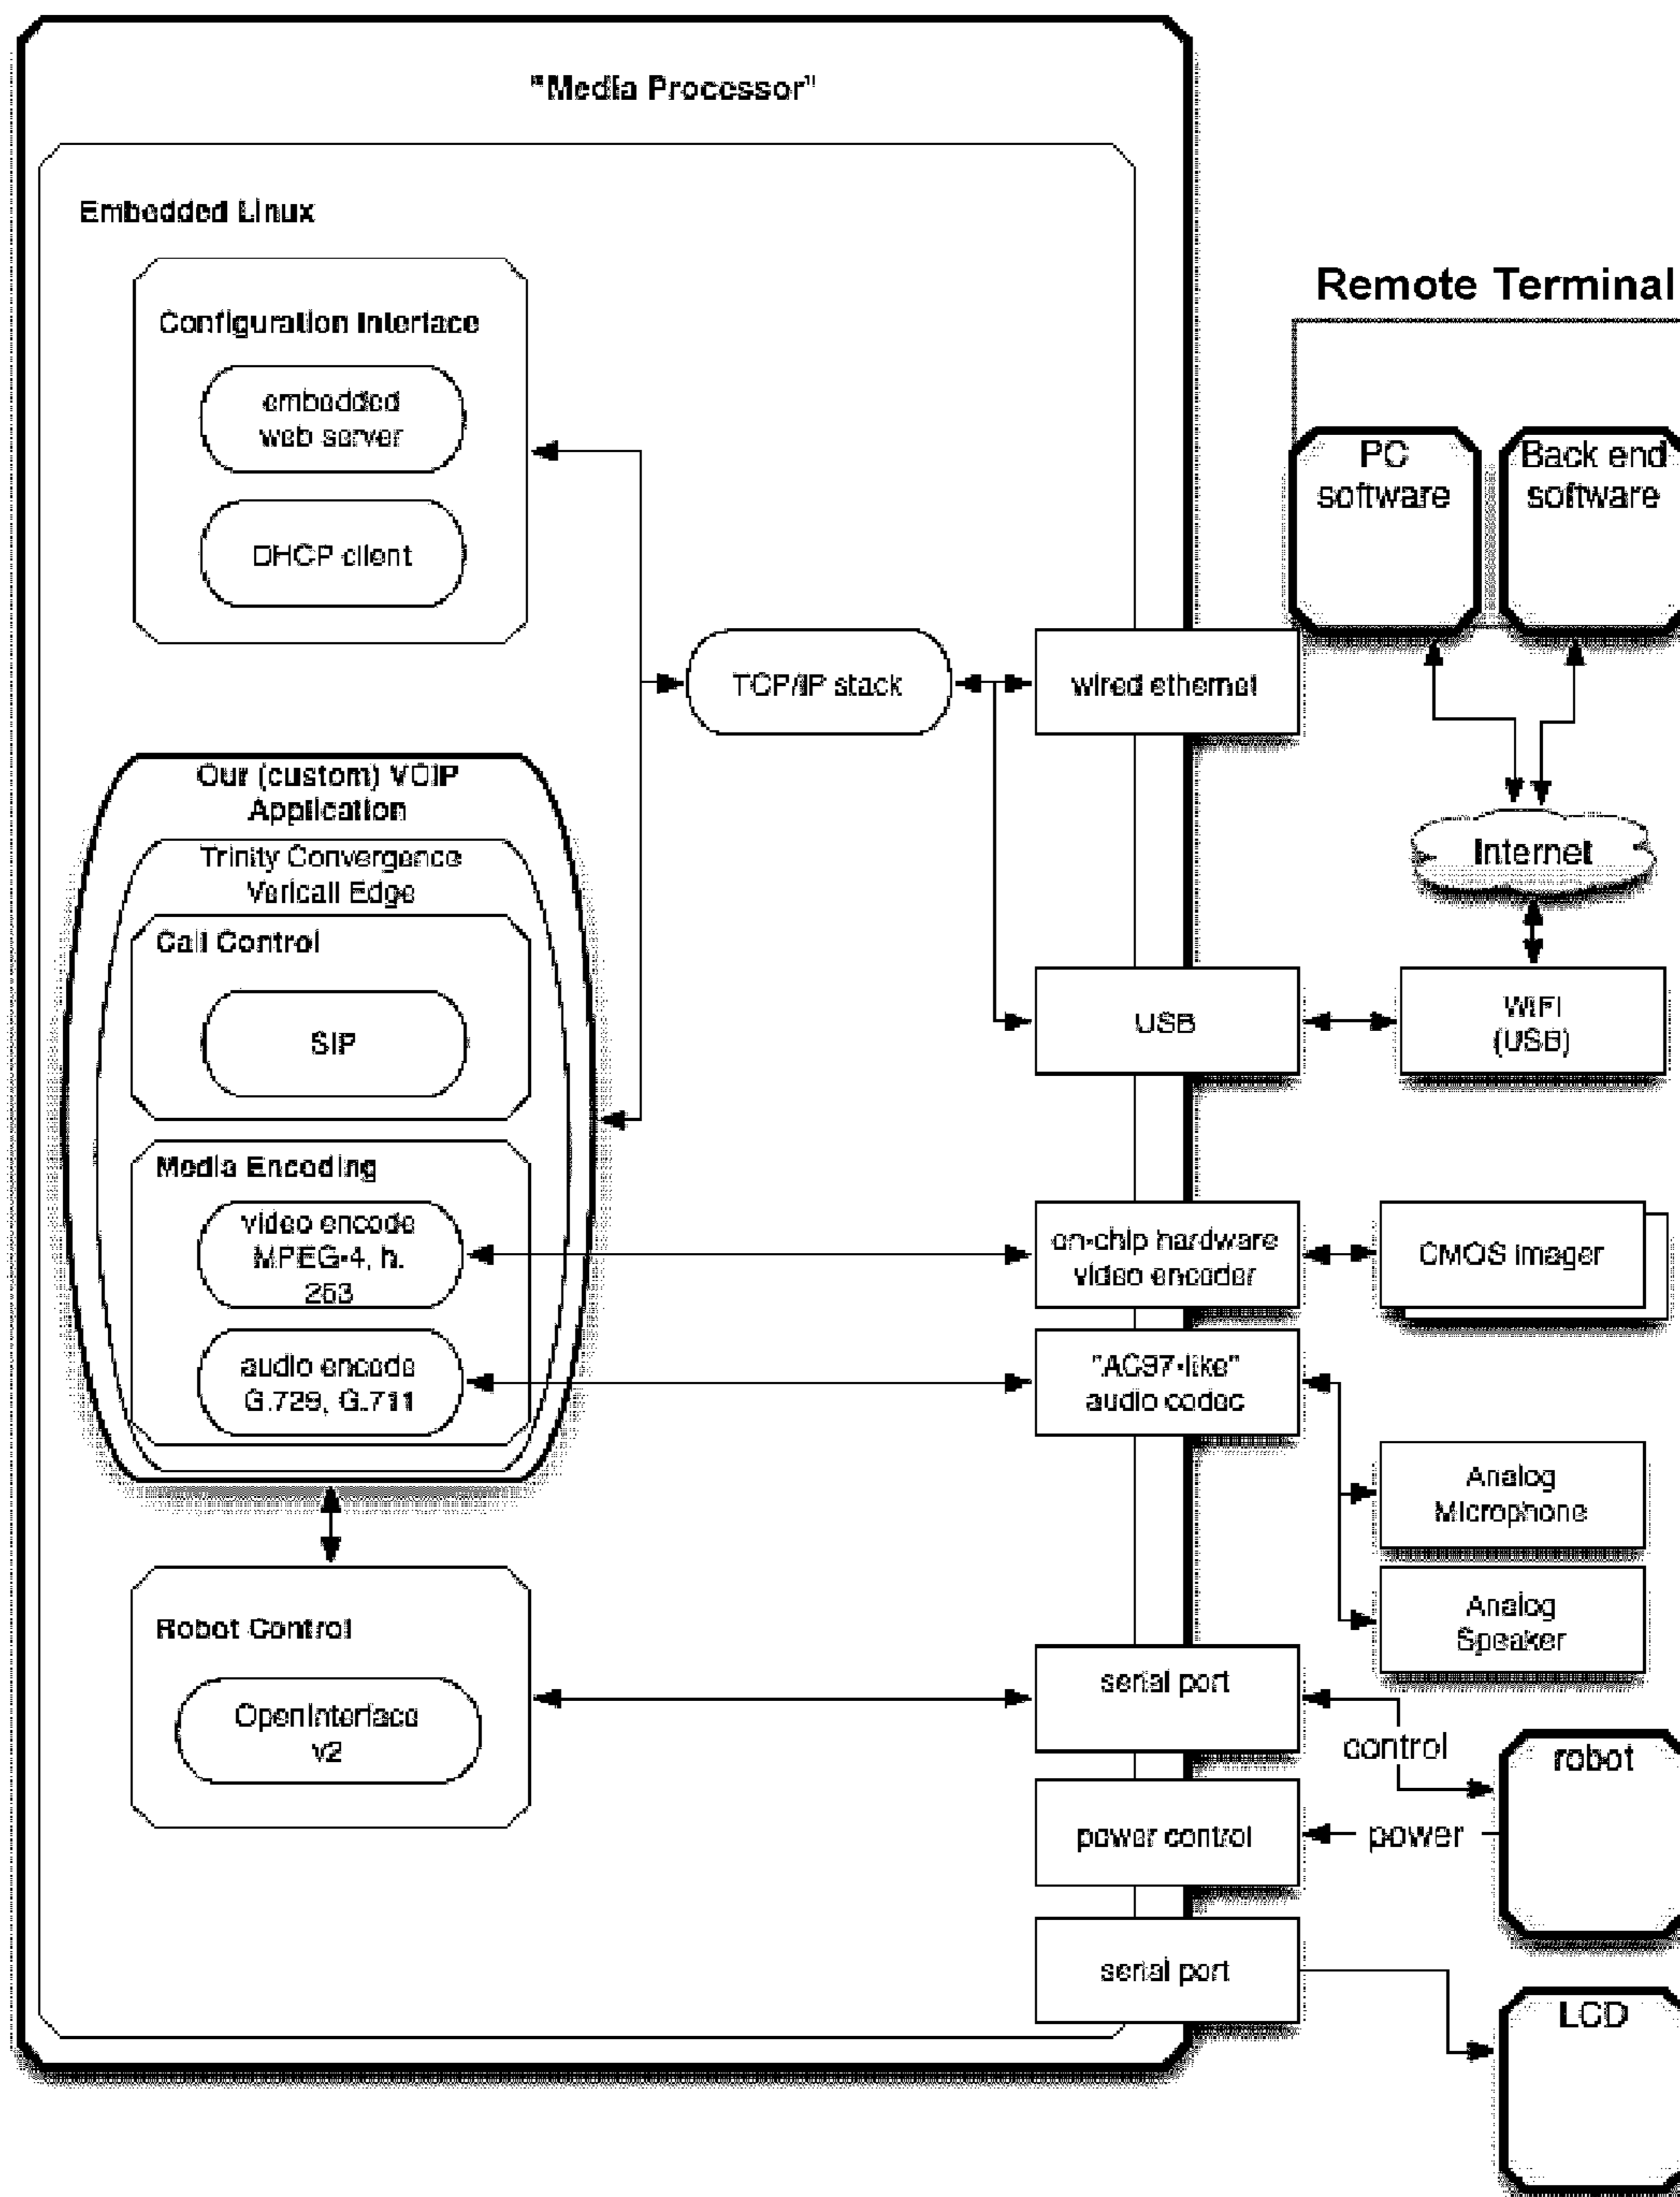 "Media Processor"
Embedded Linux
Configuration Interface
embedded
web server
DHCP client
TCP/IP stack
wired ethernet
Remote Terminal
PC
software
Back end
software
Internet
Our (custom) VOIP
Application
Trinity Convergence
Vericall Edge
Call Control
SIP
USB
WiFi
(USB)
Media Encoding
video encode
MPEG-4, h.
263
audio encode
G.729, G.711
on-chip hardware
video encoder
CMOS imager
"AC97-like"
audio codec
Analog
Microphone
Analog
Speaker
Robot Control
OpenInterface
v2
serial port
control
robot
power control
power
serial port
LCD